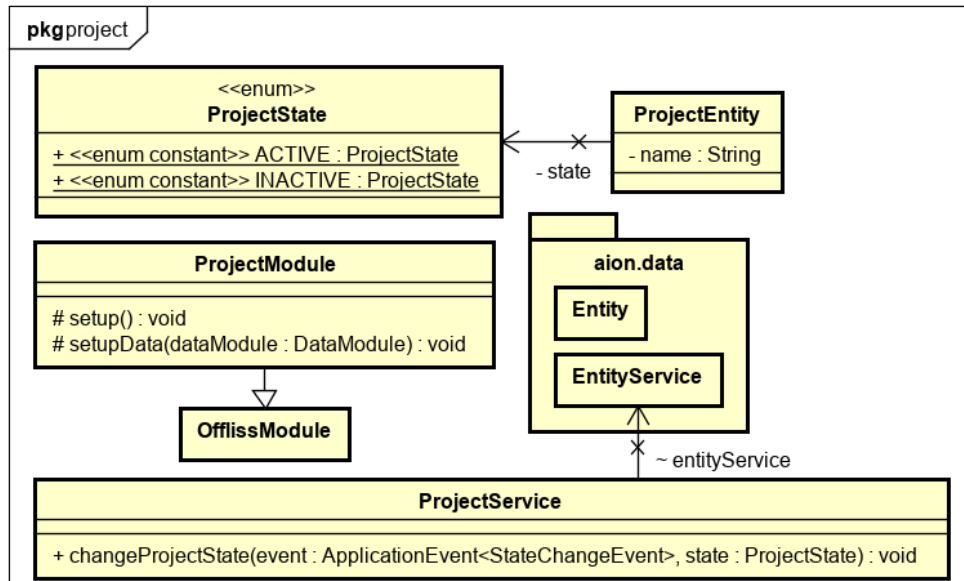 pkg project
<<enum>>
ProjectState
+ <<enum constant>> ACTIVE : ProjectState
+ <<enum constant>> INACTIVE : ProjectState
ProjectEntity
- name : String
- state
ProjectModule
# setup() : void
# setupData(dataModule : DataModule) : void
aion.data
Entity
EntityService
OfflissModule
~ entityService
ProjectService
+ changeProjectState(event : ApplicationEvent<StateChangeEvent>, state : ProjectState) : void